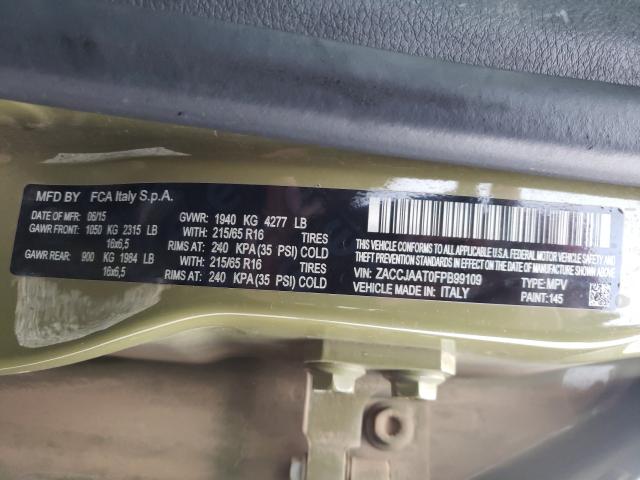 MFD BY FCA Italy S.p.A.
DATE OF MFR: 06/15 GVWR: 1940 KG 4277 LB
GAWR FRONT: 1050 KG 2315 LB WITH: 215/65 R16 TIRES
16x6,5 RIMS AT: 240 KPA(35 PSI) COLD
GAWR REAR: 900 KG 1984 LB WITH: 215/65 R16 TIRES
16x6,5 RIMS AT: 240 KPA(35 PSI) COLD
THIS VEHICLE CONFORMS TO ALL APPLICABLE U.S.A. FEDERAL MOTOR VEHICLE SAFETY, BUMPER AND
THEFT PREVENTION STANDARDS IN EFFECT ON THE DATE OF MANUFACTURE SHOWN ABOVE.
VIN: ZACCJAAT0FPB99109 TYPE: MPV
VEHICLE MADE IN: ITALY PAINT: 145